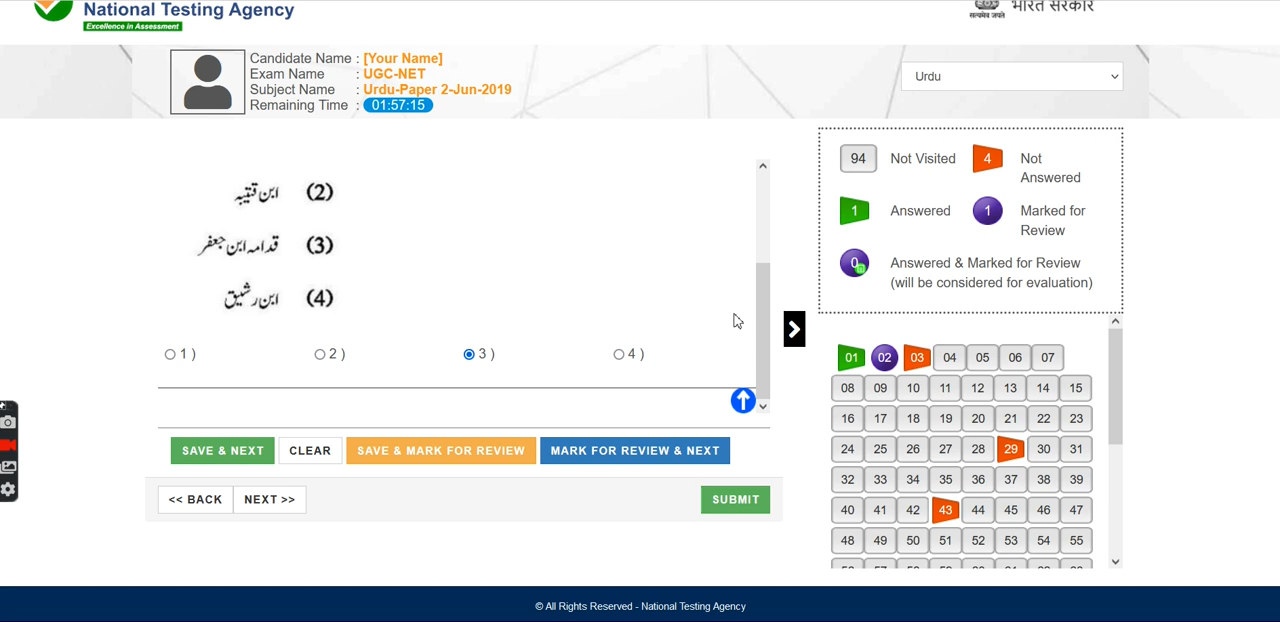 National Testing Agency
Excellence in Assessment
सत्यमेव जयते
भारत सरकार
Candidate Name : [Your Name]
Exam Name : UGC-NET
Subject Name : Urdu-Paper 2-Jun-2019
Remaining Time : 01:57:15
Urdu
(2) ابن قتیبہ
(3) قدامہ ابن جعفر
(4) ابن رشیق
1 ) 2 ) 3 ) 4 )
SAVE & NEXT CLEAR SAVE & MARK FOR REVIEW MARK FOR REVIEW & NEXT
<< BACK NEXT >> SUBMIT
94 Not Visited 4 Not Answered
1 Answered 1 Marked for Review
0 Answered & Marked for Review
(will be considered for evaluation)
01 02 03 04 05 06 07
08 09 10 11 12 13 14 15
16 17 18 19 20 21 22 23
24 25 26 27 28 29 30 31
32 33 34 35 36 37 38 39
40 41 42 43 44 45 46 47
48 49 50 51 52 53 54 55
© All Rights Reserved - National Testing Agency